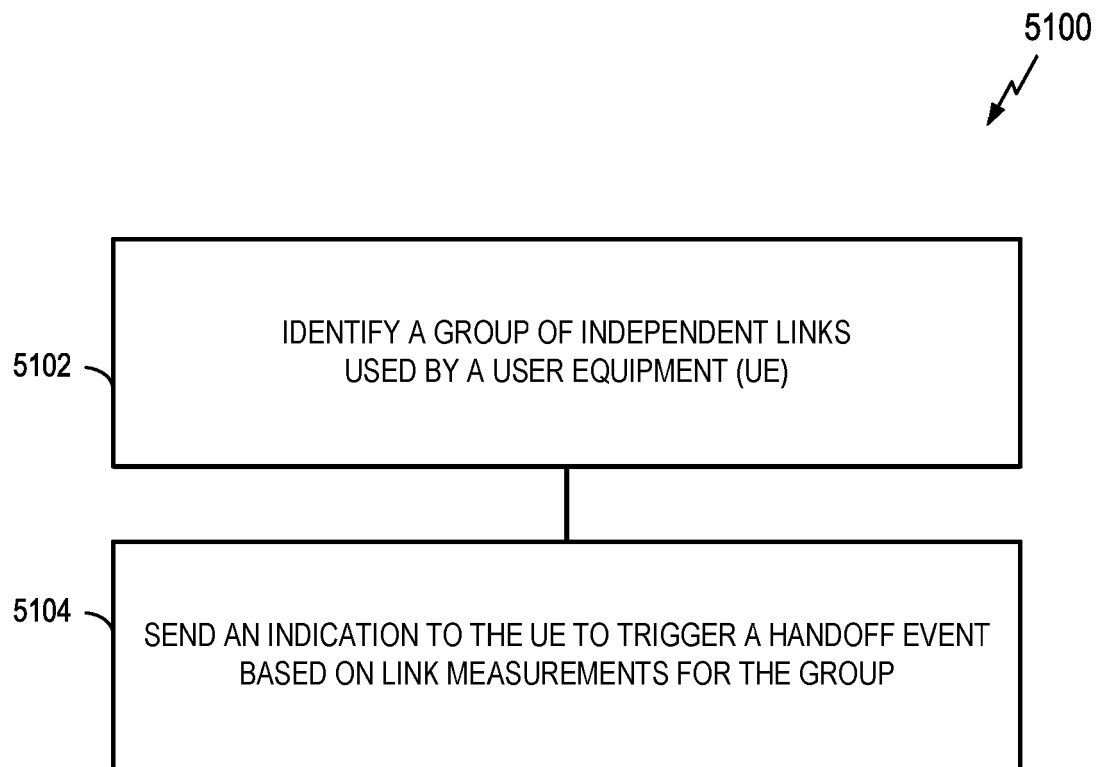 5100
5102
IDENTIFY A GROUP OF INDEPENDENT LINKS
USED BY A USER EQUIPMENT (UE)
5104
SEND AN INDICATION TO THE UE TO TRIGGER A HANDOFF EVENT
BASED ON LINK MEASUREMENTS FOR THE GROUP